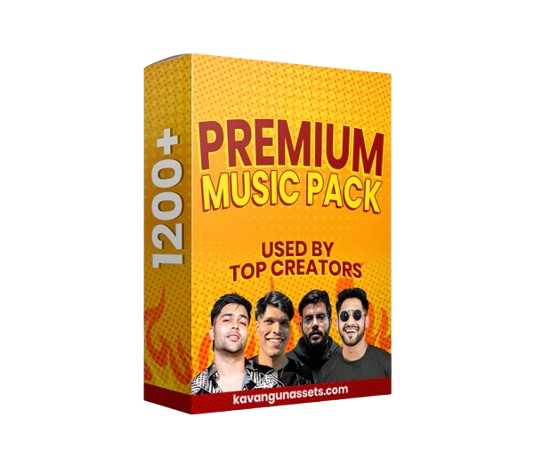 1200+
PREMIUM
MUSIC PACK
USED BY
TOP CREATORS
kavangunassets.com